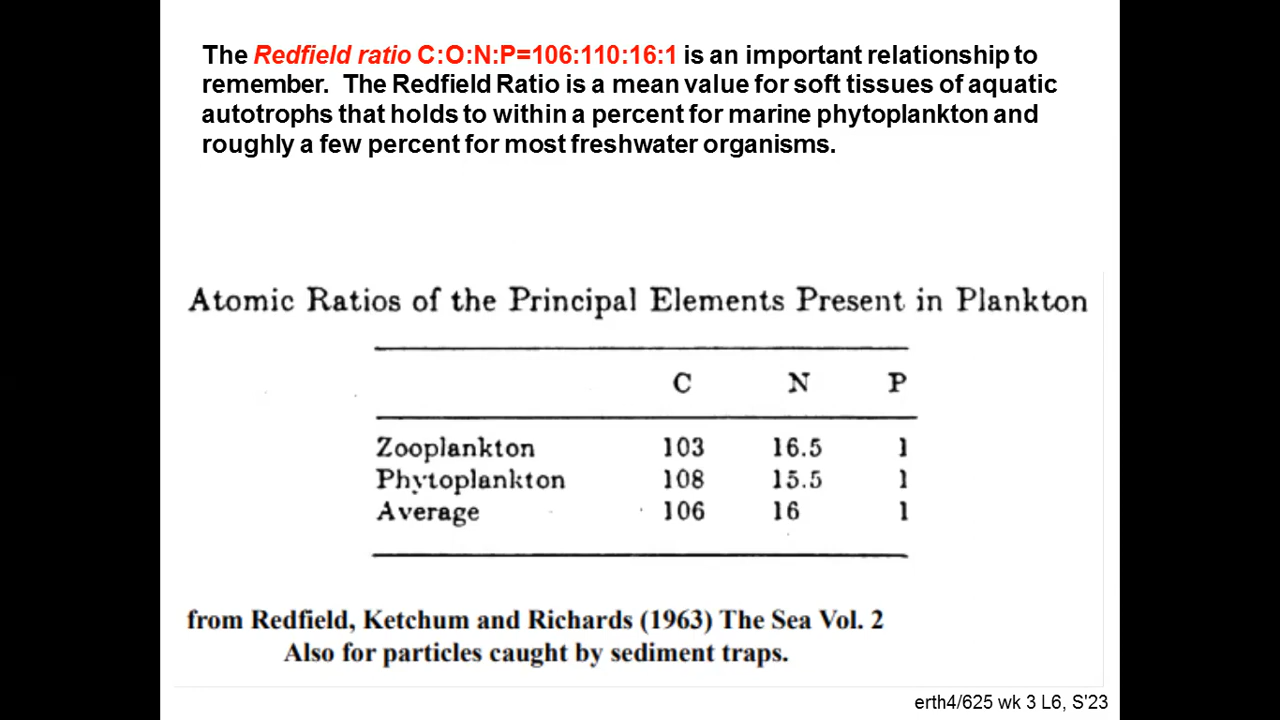 The Redfield ratio C:O:N:P=106:110:16:1 is an important relationship to
remember. The Redfield Ratio is a mean value for soft tissues of aquatic
autotrophs that holds to within a percent for marine phytoplankton and
roughly a few percent for most freshwater organisms.
Atomic Ratios of the Principal Elements Present in Plankton
C N P
Zooplankton 103 16.5 1
Phytoplankton 108 15.5 1
Average 106 16 1
from Redfield, Ketchum and Richards (1963) The Sea Vol. 2
Also for particles caught by sediment traps.
erth4/625 wk 3 L6, S'23